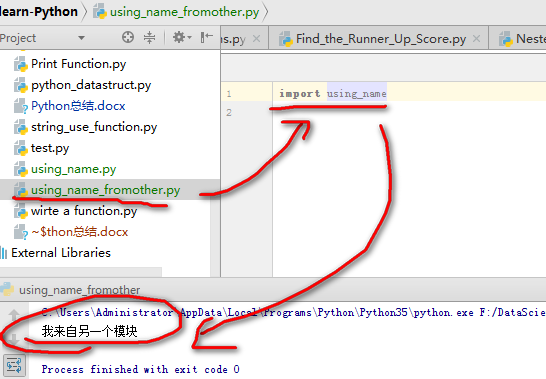 learn-Python
using_name_fromother.py
Project
us.py
Find_the_Runner_Up_Score.py
Neste
Print Function.py
python_datastruct.py
Python总结.docx
string_use_function.py
test.py
using_name.py
using_name_fromother.py
wirte a function.py
~$thon总结.docx
External Libraries
1
import using_name
2
using_name_fromother
C:\Users\Administrator\AppData\Local\Programs\Python\Python35\python.exe F:/DataScie
我来自另一个模块
Process finished with exit code 0